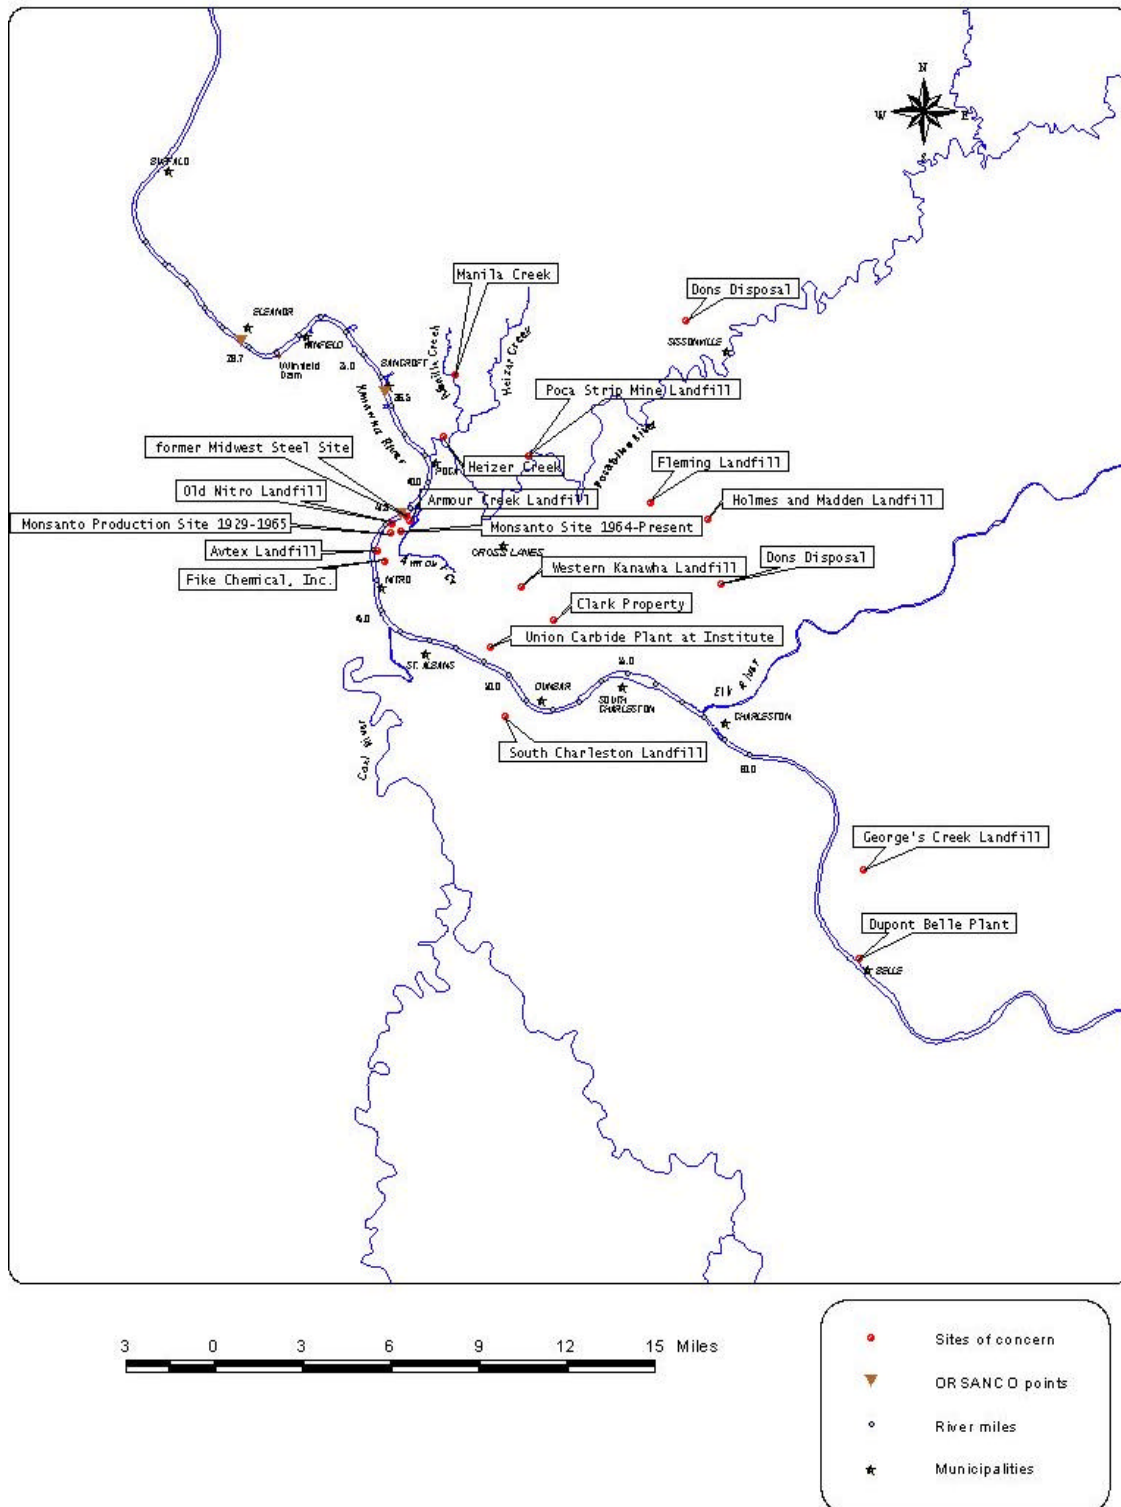 N
W
E
S
BUFFALO
Manila Creek
Dons Disposal
ELEANOR
WINFIELD
SISSONVILLE
28.7
Winfield
Dam
BANCROFT
Manila Creek
Heizer Creek
Poca Strip Mine Landfill
Kanawha River
Pocatalico River
former Midwest Steel Site
POCA
Heizer Creek
Fleming Landfill
Old Nitro Landfill
Armour Creek Landfill
Holmes and Madden Landfill
Monsanto Production Site 1929-1965
Monsanto Site 1964-Present
Avtex Landfill
CROSS LANES
Dons Disposal
Western Kanawha Landfill
Fike Chemical, Inc.
NITRO
Clark Property
Union Carbide Plant at Institute
ST. ALBANS
Elk River
DUNBAR
SOUTH
CHARLESTON
CHARLESTON
Coal River
South Charleston Landfill
George's Creek Landfill
Dupont Belle Plant
BELLE
3 0 3 6 9 12 15 Miles
Sites of concern
ORSANCO points
River miles
Municipalities